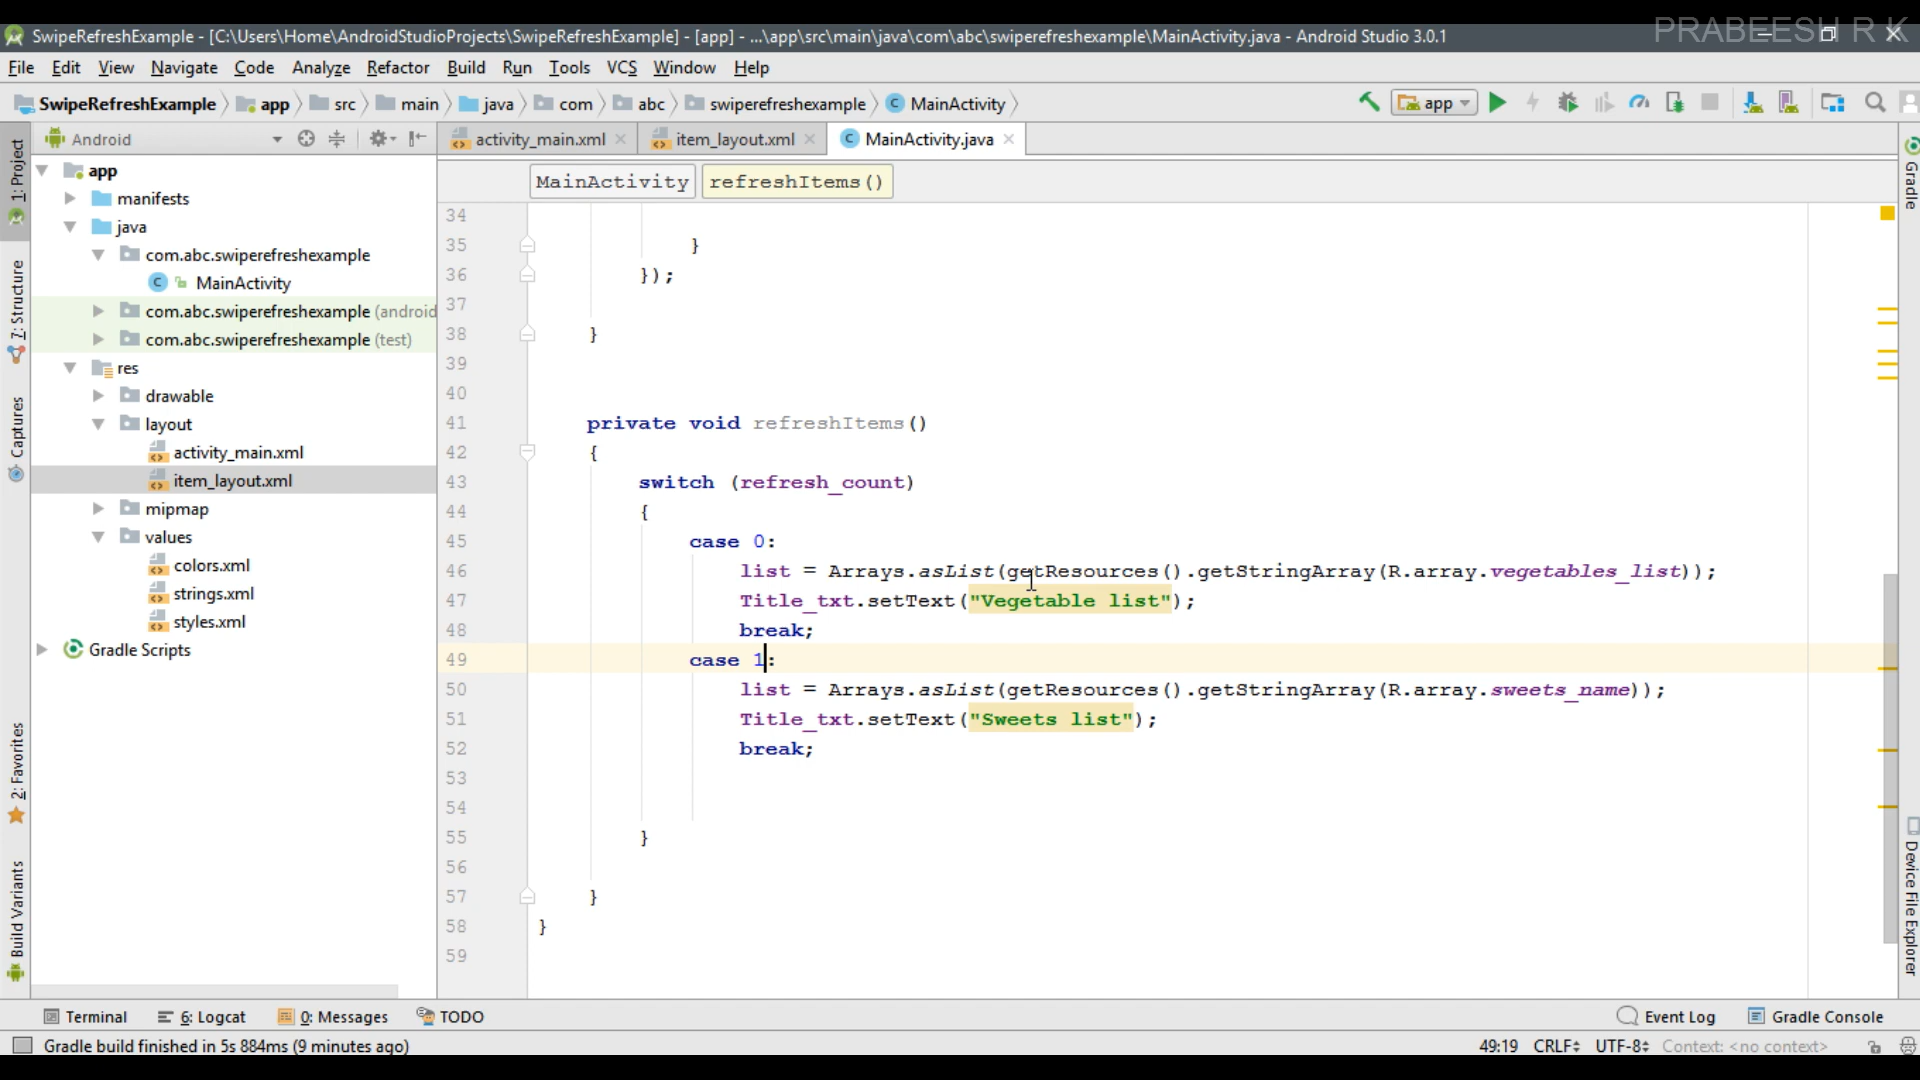 PRABEESH R K
SwipeRefreshExample - [C:\Users\Home\AndroidStudioProjects\SwipeRefreshExample] - [app] - ...\app\src\main\java\com\abc\swiperefreshexample\MainActivity.java - Android Studio 3.0.1
File Edit View Navigate Code Analyze Refactor Build Run Tools VCS Window Help
SwipeRefreshExample app src main java com abc swiperefreshexample MainActivity app
Android activity_main.xml item_layout.xml MainActivity.java
MainActivity refreshItems()
1: Project
7: Structure
Captures
2: Favorites
Build Variants
app
manifests
java
com.abc.swiperefreshexample
MainActivity
com.abc.swiperefreshexample (android
com.abc.swiperefreshexample (test)
res
drawable
layout
activity_main.xml
item_layout.xml
mipmap
values
colors.xml
strings.xml
styles.xml
Gradle Scripts
34
35 }
36 });
37
38 }
39
40
41 private void refreshItems()
42 {
43 switch (refresh_count)
44 {
45 case 0:
46 list = Arrays.asList(getResources().getStringArray(R.array.vegetables_list));
47 Title_txt.setText("Vegetable list");
48 break;
49 case 1:
50 list = Arrays.asList(getResources().getStringArray(R.array.sweets_name));
51 Title_txt.setText("Sweets list");
52 break;
53
54
55 }
56
57 }
58 }
59
Gradle
Device File Explorer
Terminal 6: Logcat 0: Messages TODO Event Log Gradle Console
Gradle build finished in 5s 884ms (9 minutes ago) 49:19 CRLF UTF-8 Context: <no context>